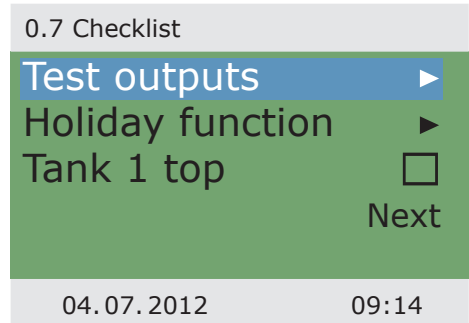 0.7 Checklist
Test outputs
Holiday function
Tank 1 top
Next
04.07.2012 09:14